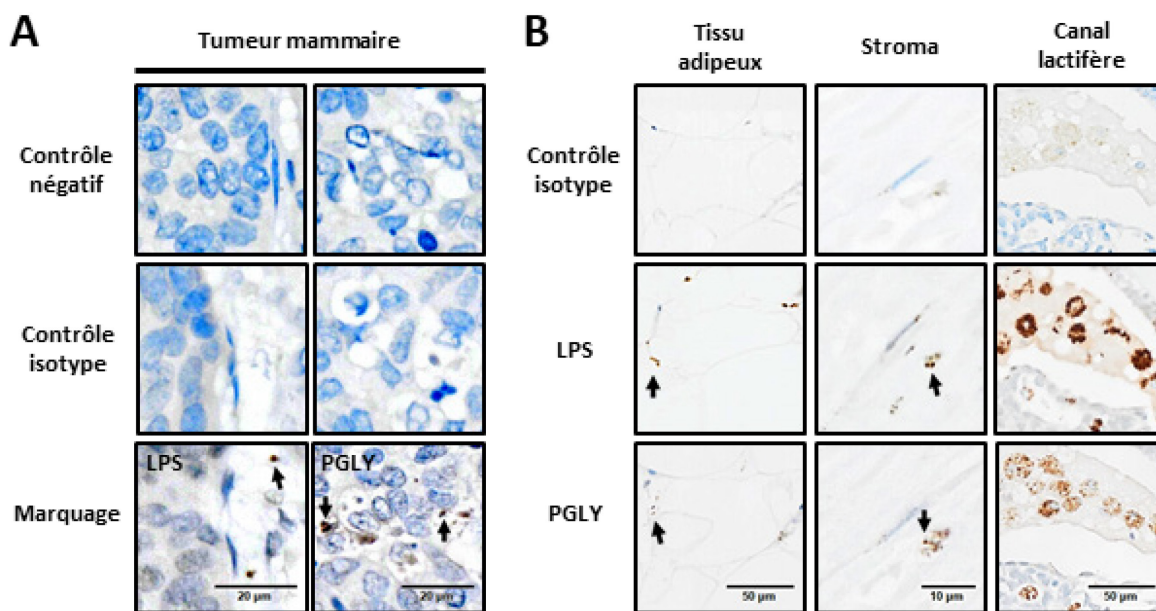 A
Tumeur mammaire
Contrôle
négatif
Contrôle
isotype
Marquage
LPS
PGLY
20 µm
20 µm
B
Tissu
adipeux
Stroma
Canal
lactifère
Contrôle
isotype
LPS
PGLY
50 µm
10 µm
50 µm